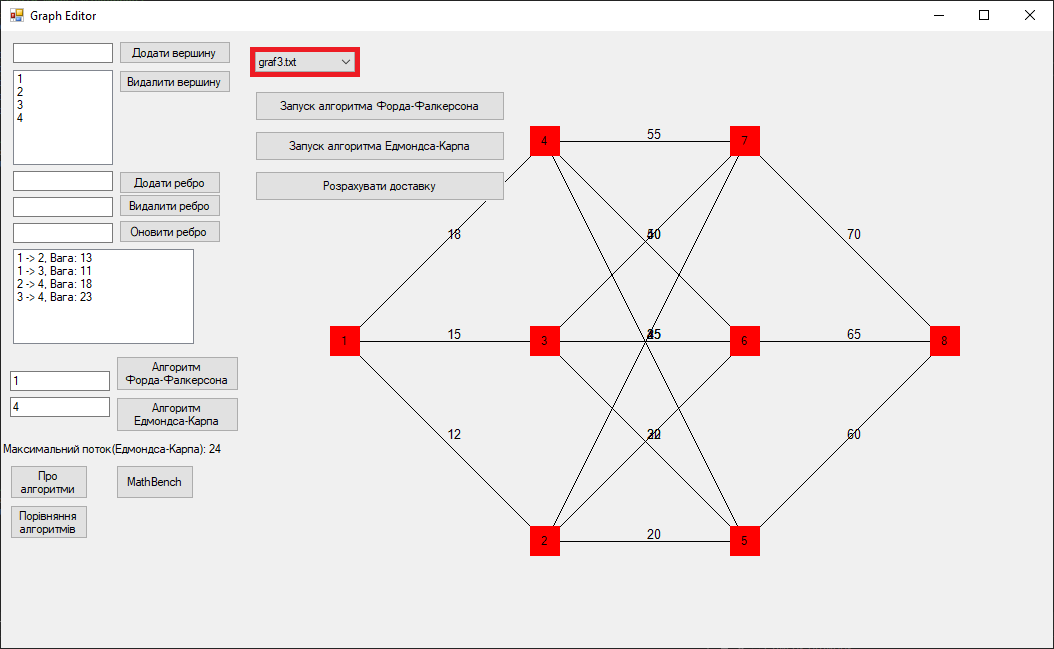 Graph Editor
Додати вершину
Видалити вершину
1
2
3
4
Додати ребро
Видалити ребро
Оновити ребро
1 -> 2, Вага: 13
1 -> 3, Вага: 11
2 -> 4, Вага: 18
3 -> 4, Вага: 23
1
Алгоритм
Форда-Фалкерсона
4
Алгоритм
Едмондса-Карпа
Максимальний поток(Едмондса-Карпа): 24
Про
алгоритми
MathBench
Порівняння
алгоритмів
graf3.txt
Запуск алгоритма Форда-Фалкерсона
Запуск алгоритма Едмондса-Карпа
Розрахувати доставку
4
55
7
18
70
1
15
3
6
65
8
12
60
2
20
5